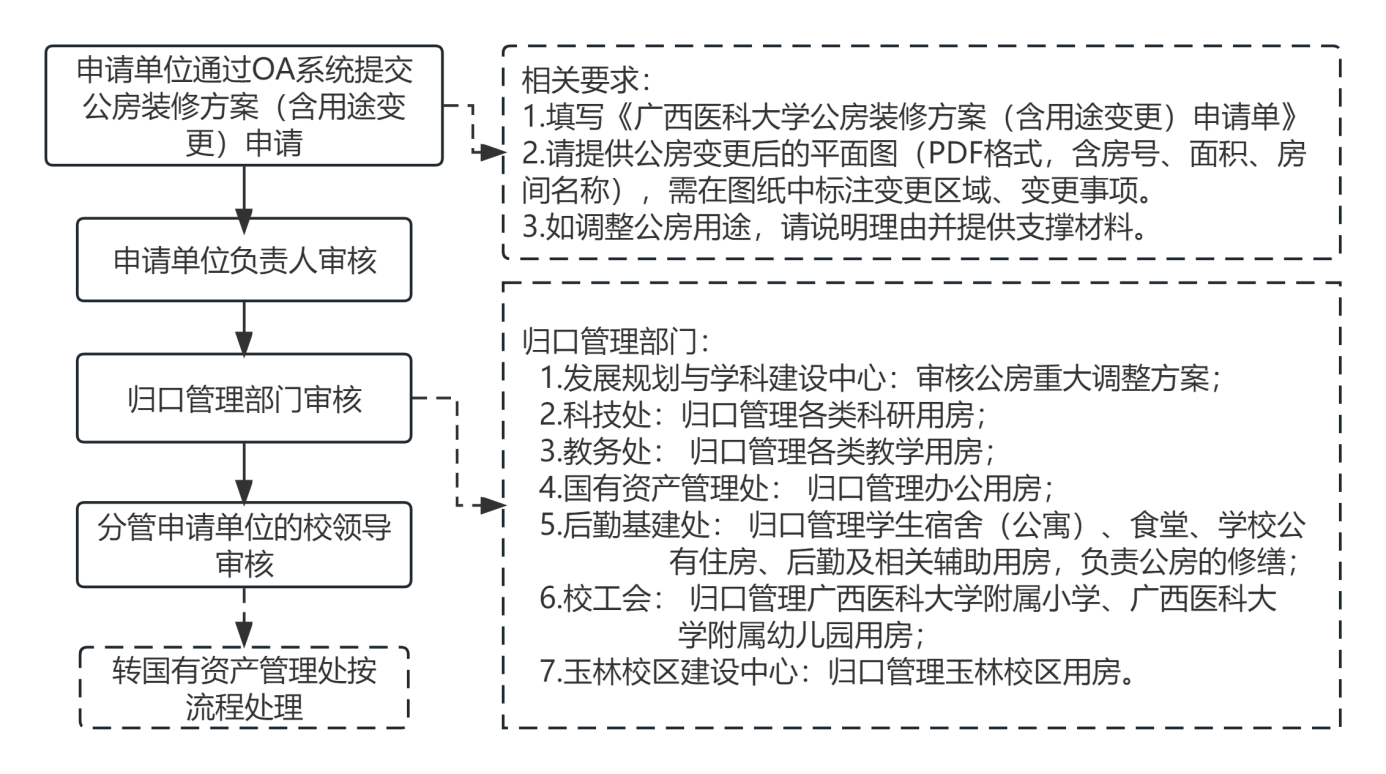 申请单位通过OA系统提交
公房装修方案（含用途变
更）申请
相关要求：
1.填写《广西医科大学公房装修方案（含用途变更）申请单》
2.请提供公房变更后的平面图（PDF格式，含房号、面积、房
间名称），需在图纸中标注变更区域、变更事项。
3.如调整公房用途，请说明理由并提供支撑材料。
申请单位负责人审核
归口管理部门审核
归口管理部门：
1.发展规划与学科建设中心：审核公房重大调整方案；
2.科技处：归口管理各类科研用房；
3.教务处： 归口管理各类教学用房；
4.国有资产管理处： 归口管理办公用房；
5.后勤基建处： 归口管理学生宿舍（公寓）、食堂、学校公
有住房、后勤及相关辅助用房，负责公房的修缮；
6.校工会： 归口管理广西医科大学附属小学、广西医科大
学附属幼儿园用房；
7.玉林校区建设中心：归口管理玉林校区用房。
分管申请单位的校领导
审核
转国有资产管理处按
流程处理